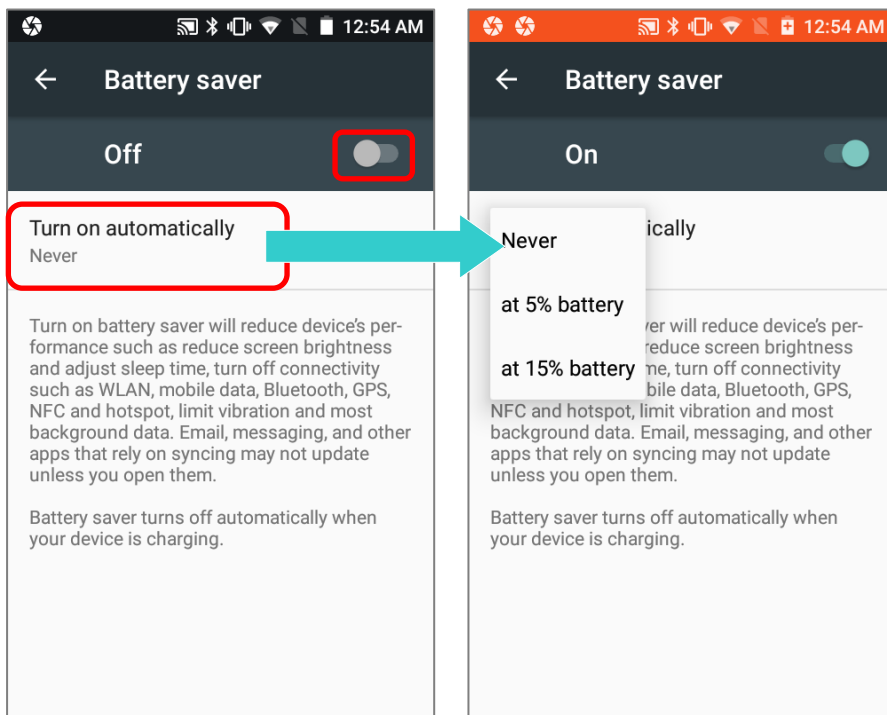 12:54 AM
Battery saver
Off
Turn on automatically
Never
Turn on battery saver will reduce device’s per-
formance such as reduce screen brightness
and adjust sleep time, turn off connectivity
such as WLAN, mobile data, Bluetooth, GPS,
NFC and hotspot, limit vibration and most
background data. Email, messaging, and other
apps that rely on syncing may not update
unless you open them.
Battery saver turns off automatically when
your device is charging.
12:54 AM
Battery saver
On
ically
Never
at 5% battery
at 15% battery
ver will reduce device’s per-
reduce screen brightness
me, turn off connectivity
bile data, Bluetooth, GPS,
NFC and hotspot, limit vibration and most
background data. Email, messaging, and other
apps that rely on syncing may not update
unless you open them.
Battery saver turns off automatically when
your device is charging.